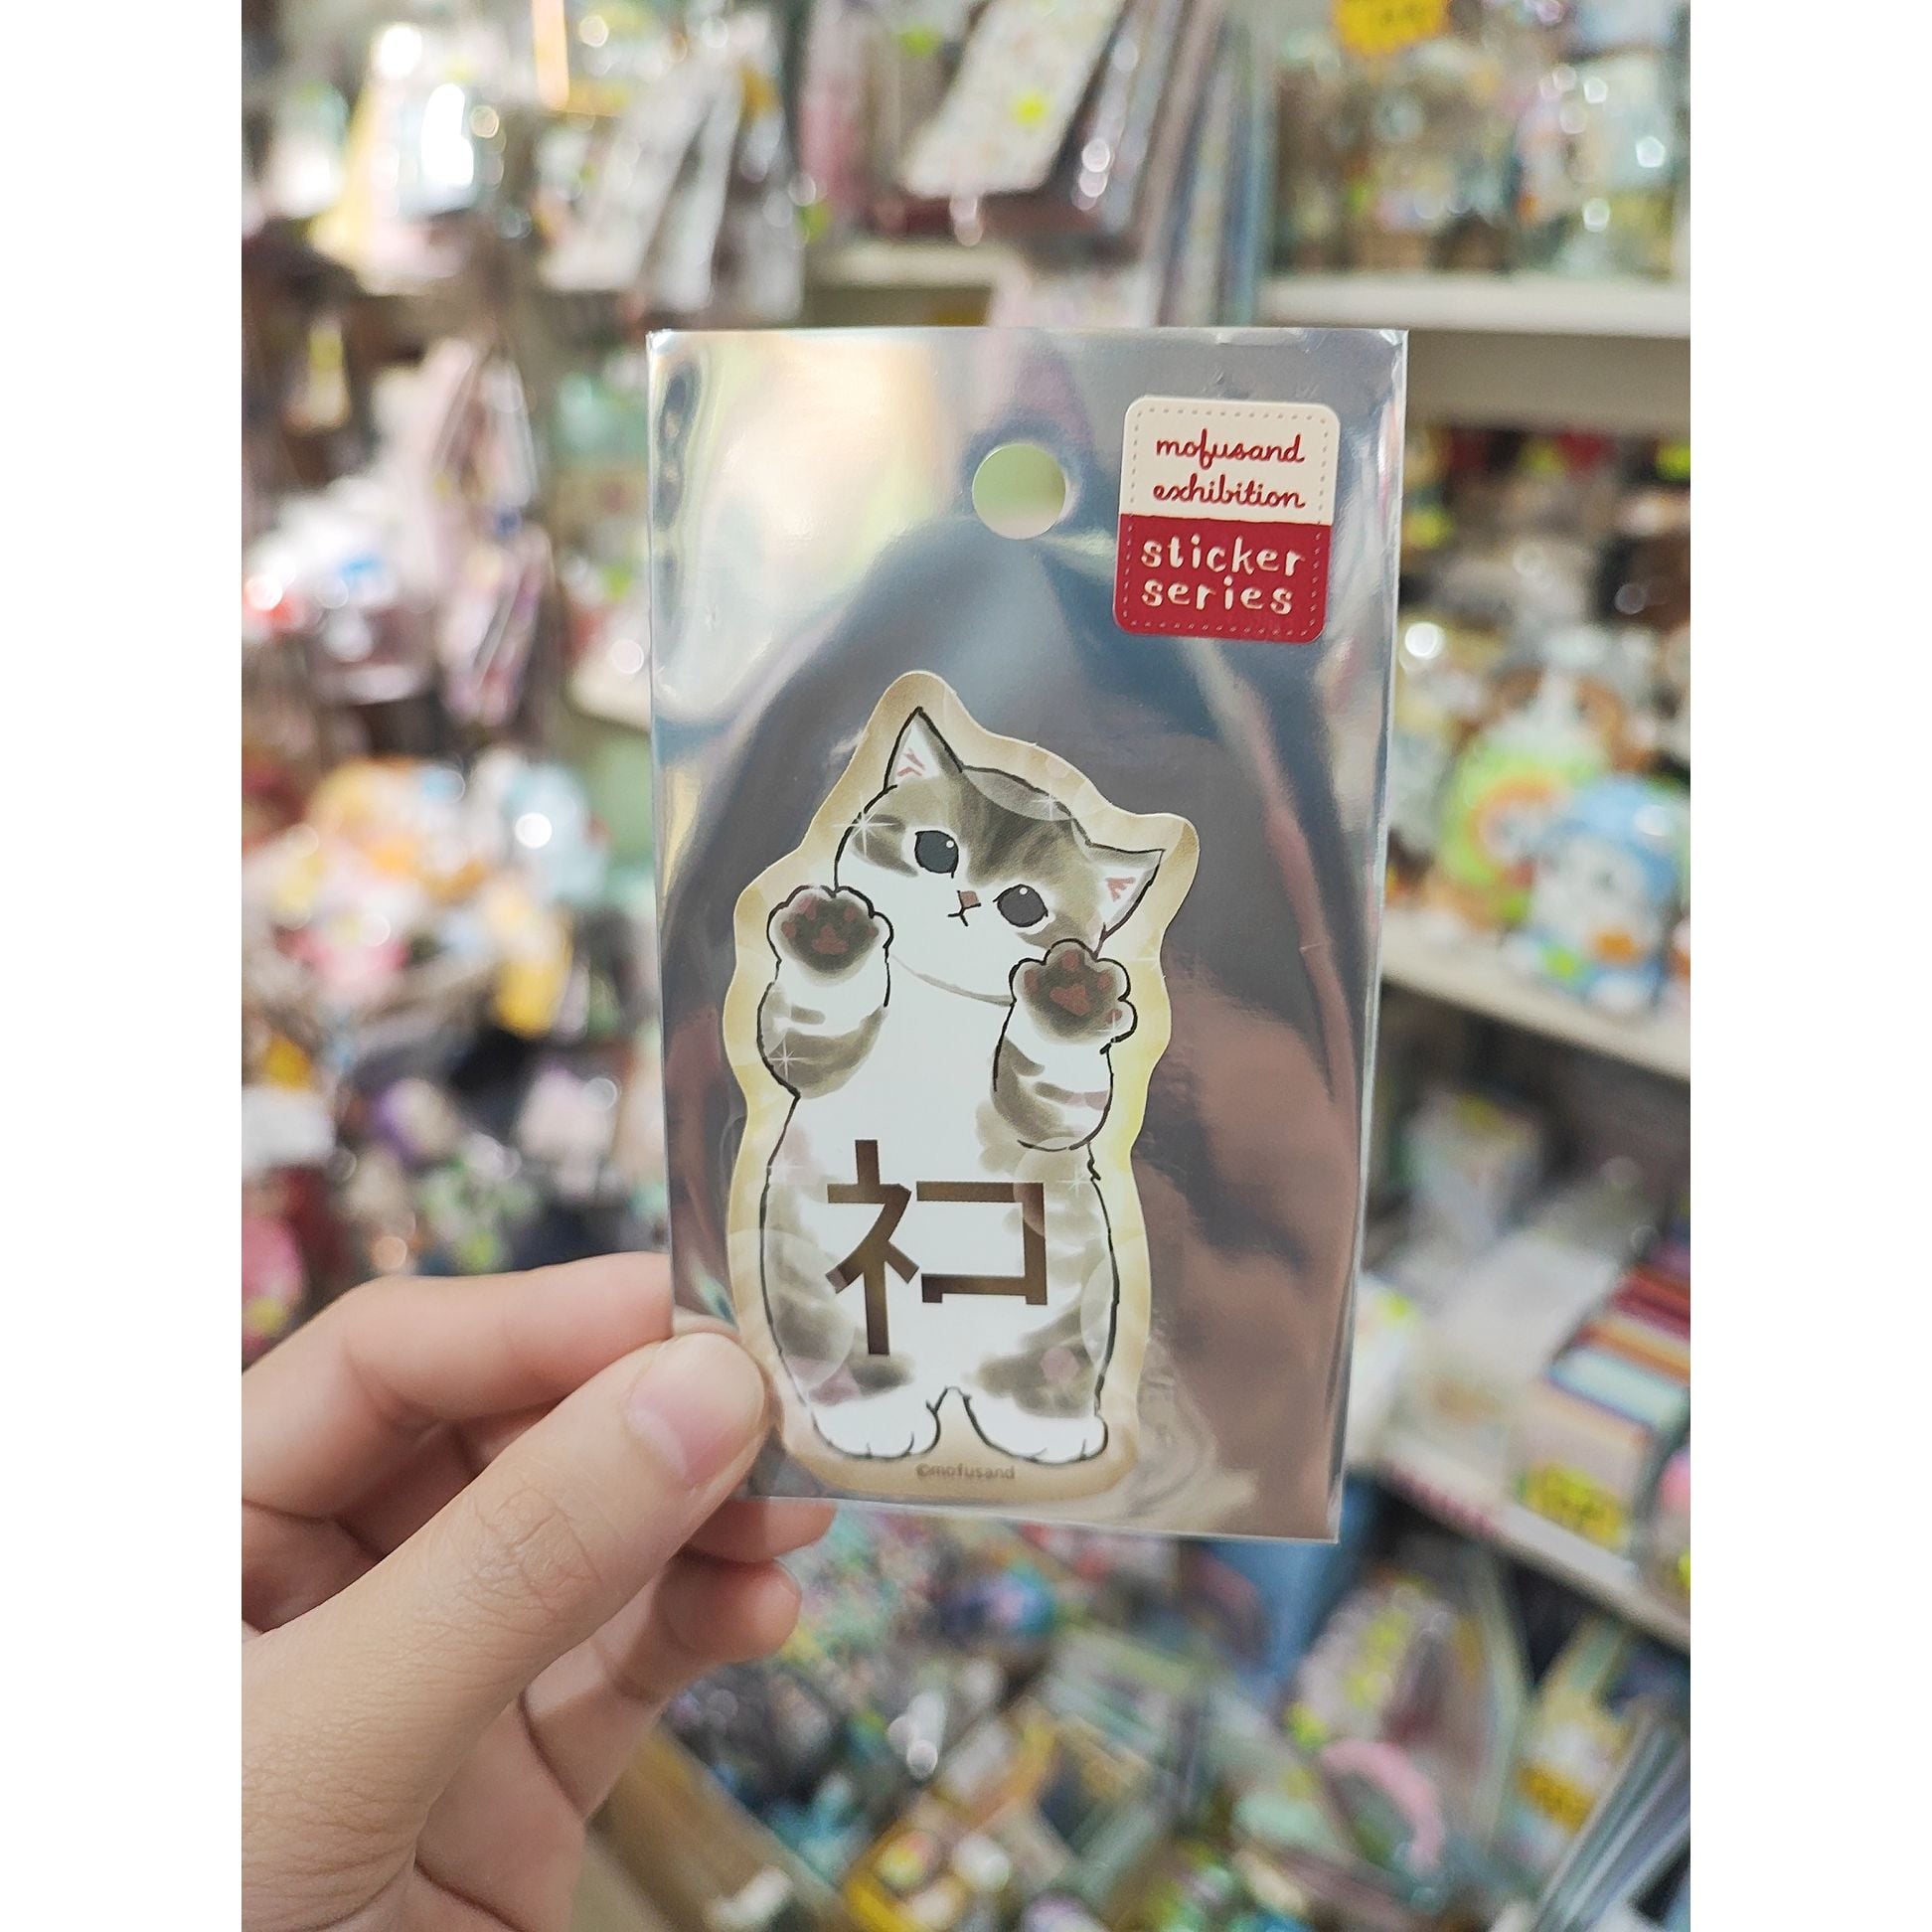 mofusand
exhibition
sticker
series
ネコ
©mofusand